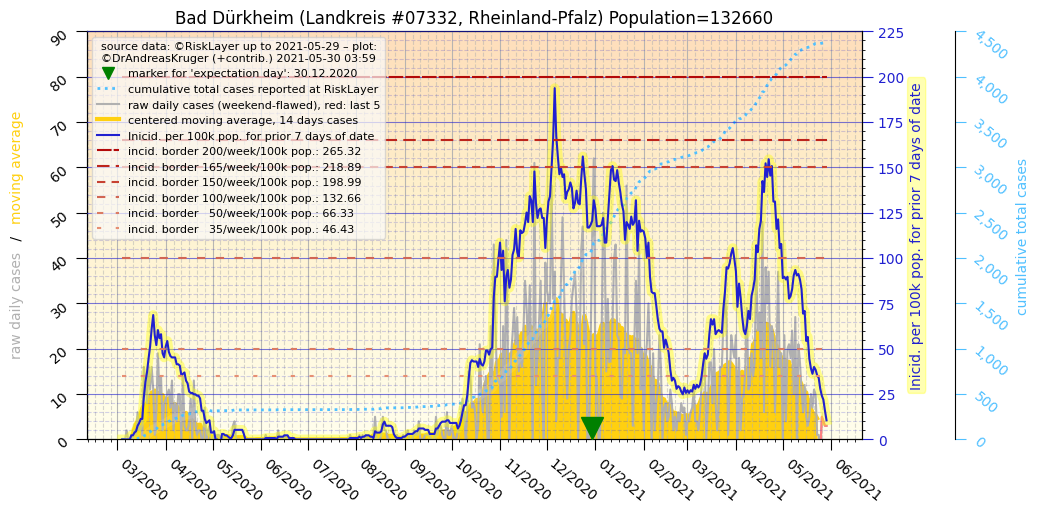 Bad Dürkheim (Landkreis #07332, Rheinland-Pfalz) Population=132660
source data: ©RiskLayer up to 2021-05-29 – plot:
©DrAndreasKruger (+contrib.) 2021-05-30 03:59
marker for 'expectation day': 30.12.2020
cumulative total cases reported at RiskLayer
raw daily cases (weekend-flawed), red: last 5
centered moving average, 14 days cases
Inicid. per 100k pop. for prior 7 days of date
incid. border 200/week/100k pop.: 265.32
incid. border 165/week/100k pop.: 218.89
incid. border 150/week/100k pop.: 198.99
incid. border 100/week/100k pop.: 132.66
incid. border   50/week/100k pop.: 66.33
incid. border   35/week/100k pop.: 46.43
raw daily cases / moving average
90
80
70
60
50
40
30
20
10
0
225
200
175
150
125
100
75
50
25
0
Inicid. per 100k pop. for prior 7 days of date
4,500
4,000
3,500
3,000
2,500
2,000
1,500
1,000
500
0
cumulative total cases
03/2020
04/2020
05/2020
06/2020
07/2020
08/2020
09/2020
10/2020
11/2020
12/2020
01/2021
02/2021
03/2021
04/2021
05/2021
06/2021